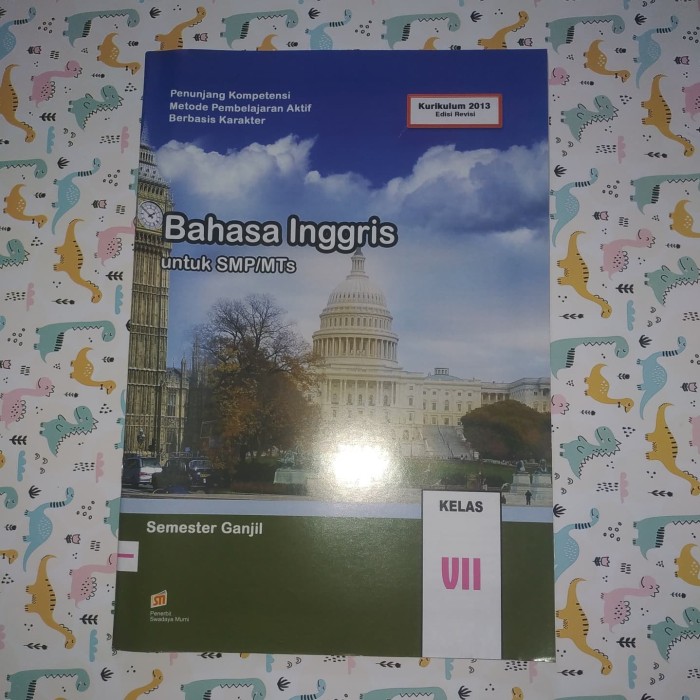 Penunjang Kompetensi
Metode Pembelajaran Aktif
Berbasis Karakter
Kurikulum 2013
Edisi Revisi
Bahasa Inggris
untuk SMP/MTs
Semester Ganjil
KELAS
VII
STI
Penerbit
Swadaya Murni